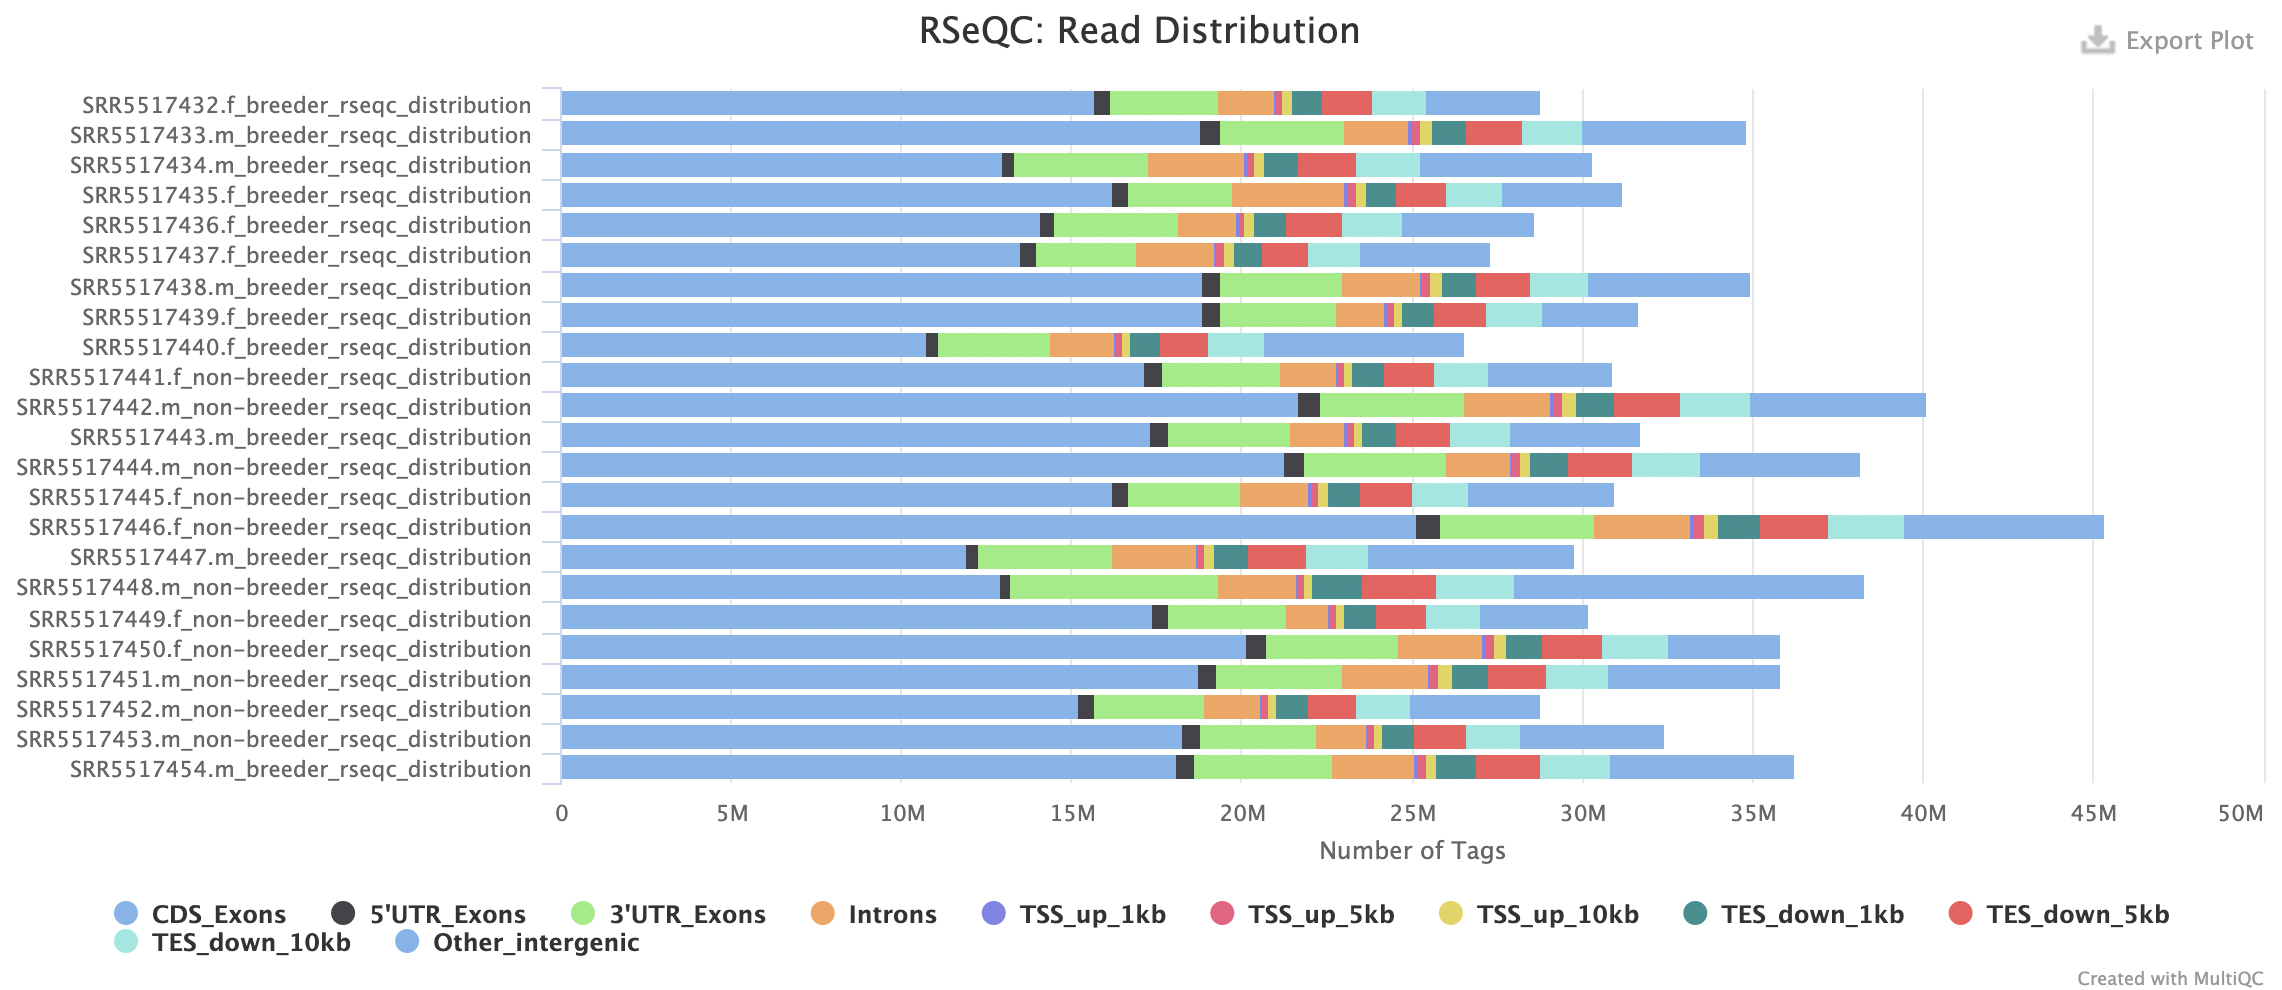 RSeQC: Read Distribution
Export Plot
SRR5517432.f_breeder_rseqc_distribution
SRR5517433.m_breeder_rseqc_distribution
SRR5517434.m_breeder_rseqc_distribution
SRR5517435.f_breeder_rseqc_distribution
SRR5517436.f_breeder_rseqc_distribution
SRR5517437.f_breeder_rseqc_distribution
SRR5517438.m_breeder_rseqc_distribution
SRR5517439.f_breeder_rseqc_distribution
SRR5517440.f_breeder_rseqc_distribution
SRR5517441.f_non-breeder_rseqc_distribution
SRR5517442.m_non-breeder_rseqc_distribution
SRR5517443.m_breeder_rseqc_distribution
SRR5517444.m_non-breeder_rseqc_distribution
SRR5517445.f_non-breeder_rseqc_distribution
SRR5517446.f_non-breeder_rseqc_distribution
SRR5517447.m_breeder_rseqc_distribution
SRR5517448.m_non-breeder_rseqc_distribution
SRR5517449.f_non-breeder_rseqc_distribution
SRR5517450.f_non-breeder_rseqc_distribution
SRR5517451.m_non-breeder_rseqc_distribution
SRR5517452.m_non-breeder_rseqc_distribution
SRR5517453.m_non-breeder_rseqc_distribution
SRR5517454.m_breeder_rseqc_distribution
0 5M 10M 15M 20M 25M 30M 35M 40M 45M 50M
Number of Tags
CDS_Exons 5'UTR_Exons 3'UTR_Exons Introns TSS_up_1kb TSS_up_5kb TSS_up_10kb TES_down_1kb TES_down_5kb
TES_down_10kb Other_intergenic
Created with MultiQC